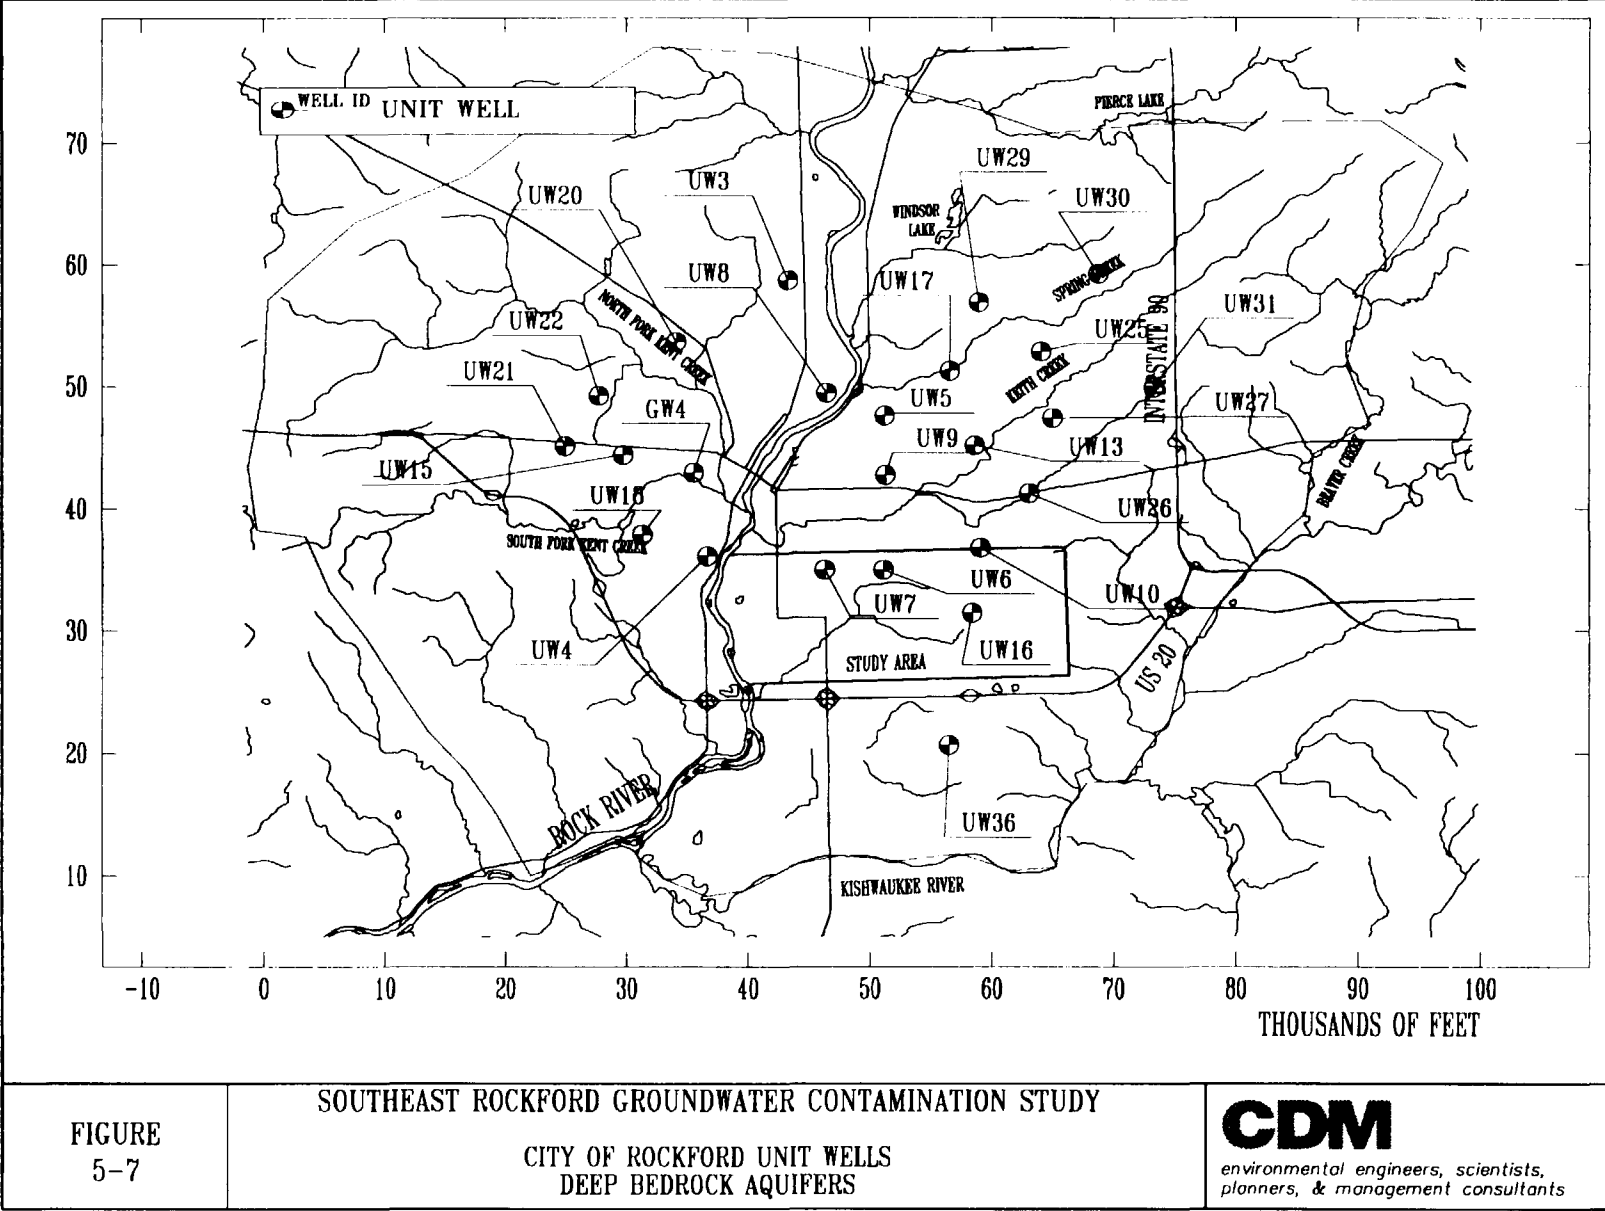 WELL ID UNIT WELL
PIERCE LAKE
UW29
UW3
UW20
UW30
WINDSOR
LAKE
UW8
UW17
SPRING CREEK
UW31
NORTH FORK KENT CREEK
UW22
UW25
INTERSTATE 90
UW21
KEITH CREEK
UW5
UW27
GW4
UW9
UW13
UW15
BEAVER CREEK
UW18
UW26
SOUTH FORK KENT CREEK
UW6
UW10
UW7
UW4
UW16
STUDY AREA
US 20
ROCK RIVER
UW36
KISHWAUKEE RIVER
70
60
50
40
30
20
10
-10 0 10 20 30 40 50 60 70 80 90 100
THOUSANDS OF FEET
FIGURE
5-7
SOUTHEAST ROCKFORD GROUNDWATER CONTAMINATION STUDY
CITY OF ROCKFORD UNIT WELLS
DEEP BEDROCK AQUIFERS
CDM
environmental engineers, scientists,
planners, & management consultants